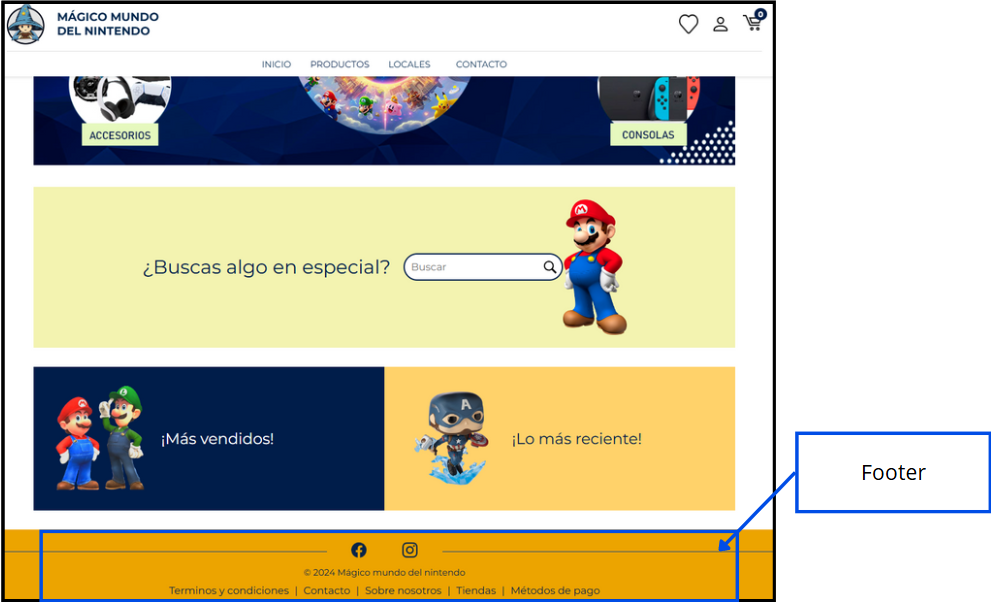 MÁGICO MUNDO
DEL NINTENDO
0
INICIO PRODUCTOS LOCALES CONTACTO
ACCESORIOS
CONSOLAS
¿Buscas algo en especial?
Buscar
¡Más vendidos!
¡Lo más reciente!
Footer
© 2024 Mágico mundo del nintendo
Terminos y condiciones | Contacto | Sobre nosotros | Tiendas | Métodos de pago